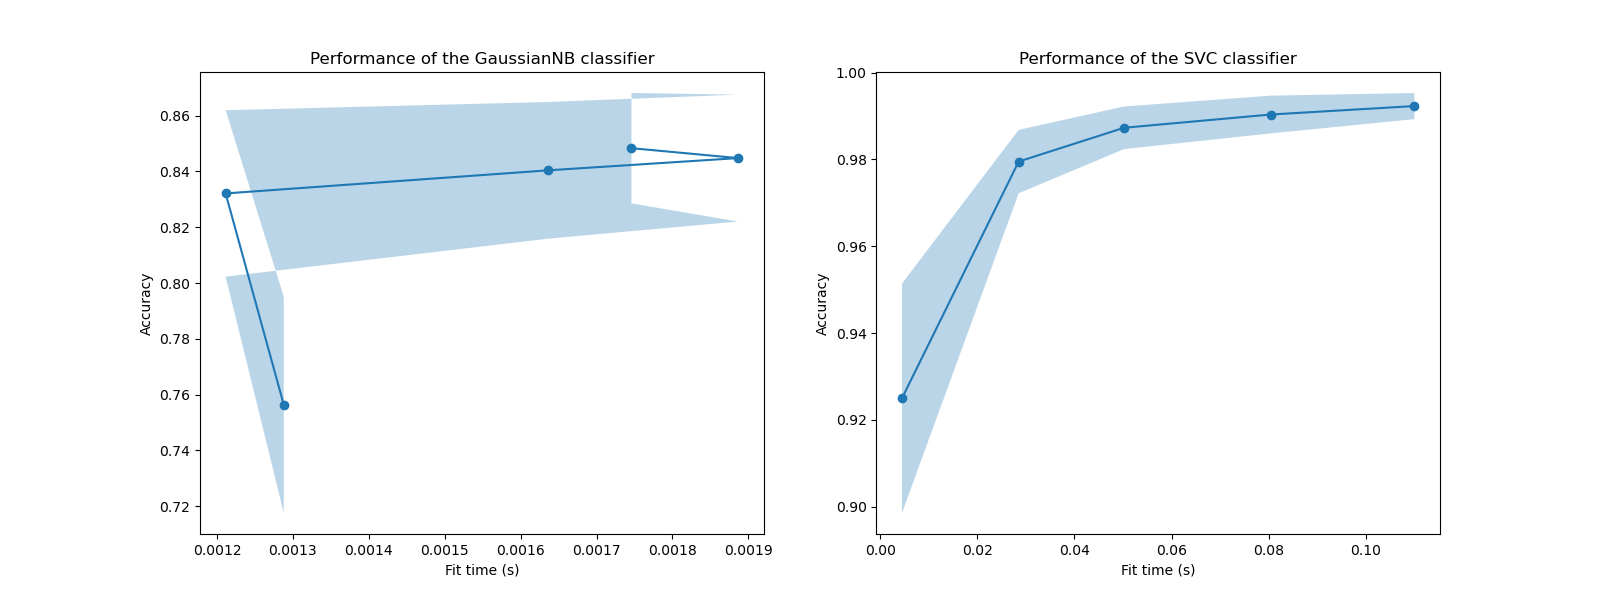 Performance of the GaussianNB classifier
Accuracy
0.86
0.84
0.82
0.80
0.78
0.76
0.74
0.72
0.0012 0.0013 0.0014 0.0015 0.0016 0.0017 0.0018 0.0019
Fit time (s)
Performance of the SVC classifier
Accuracy
1.00
0.98
0.96
0.94
0.92
0.90
0.00 0.02 0.04 0.06 0.08 0.10
Fit time (s)